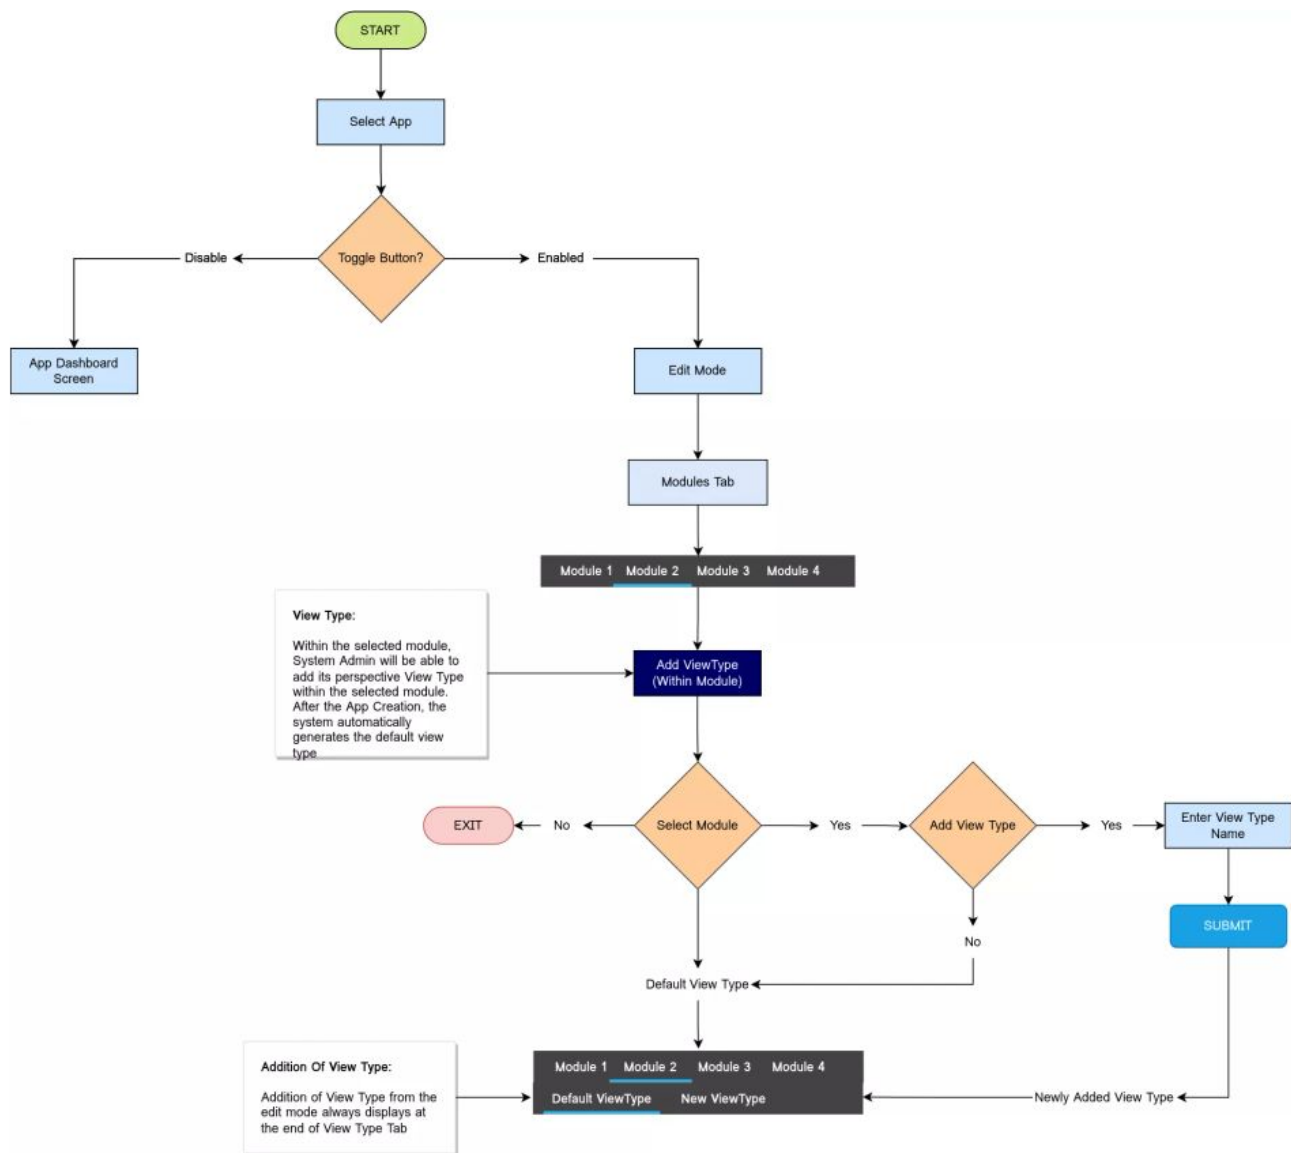 START
Select App
Toggle Button?
Disable
Enabled
App Dashboard
Screen
Edit Mode
Modules Tab
Module 1 Module 2 Module 3 Module 4
View Type:
Within the selected module,
System Admin will be able to
add its perspective View Type
within the selected module.
After the App Creation, the
system automatically
generates the default view
type
Add ViewType
(Within Module)
EXIT
No
Select Module
Yes
Add View Type
Yes
Enter View Type
Name
SUBMIT
No
Default View Type
Addition Of View Type:
Addition of View Type from the
edit mode always displays at
the end of View Type Tab
Module 1 Module 2 Module 3 Module 4
Default ViewType New ViewType
Newly Added View Type